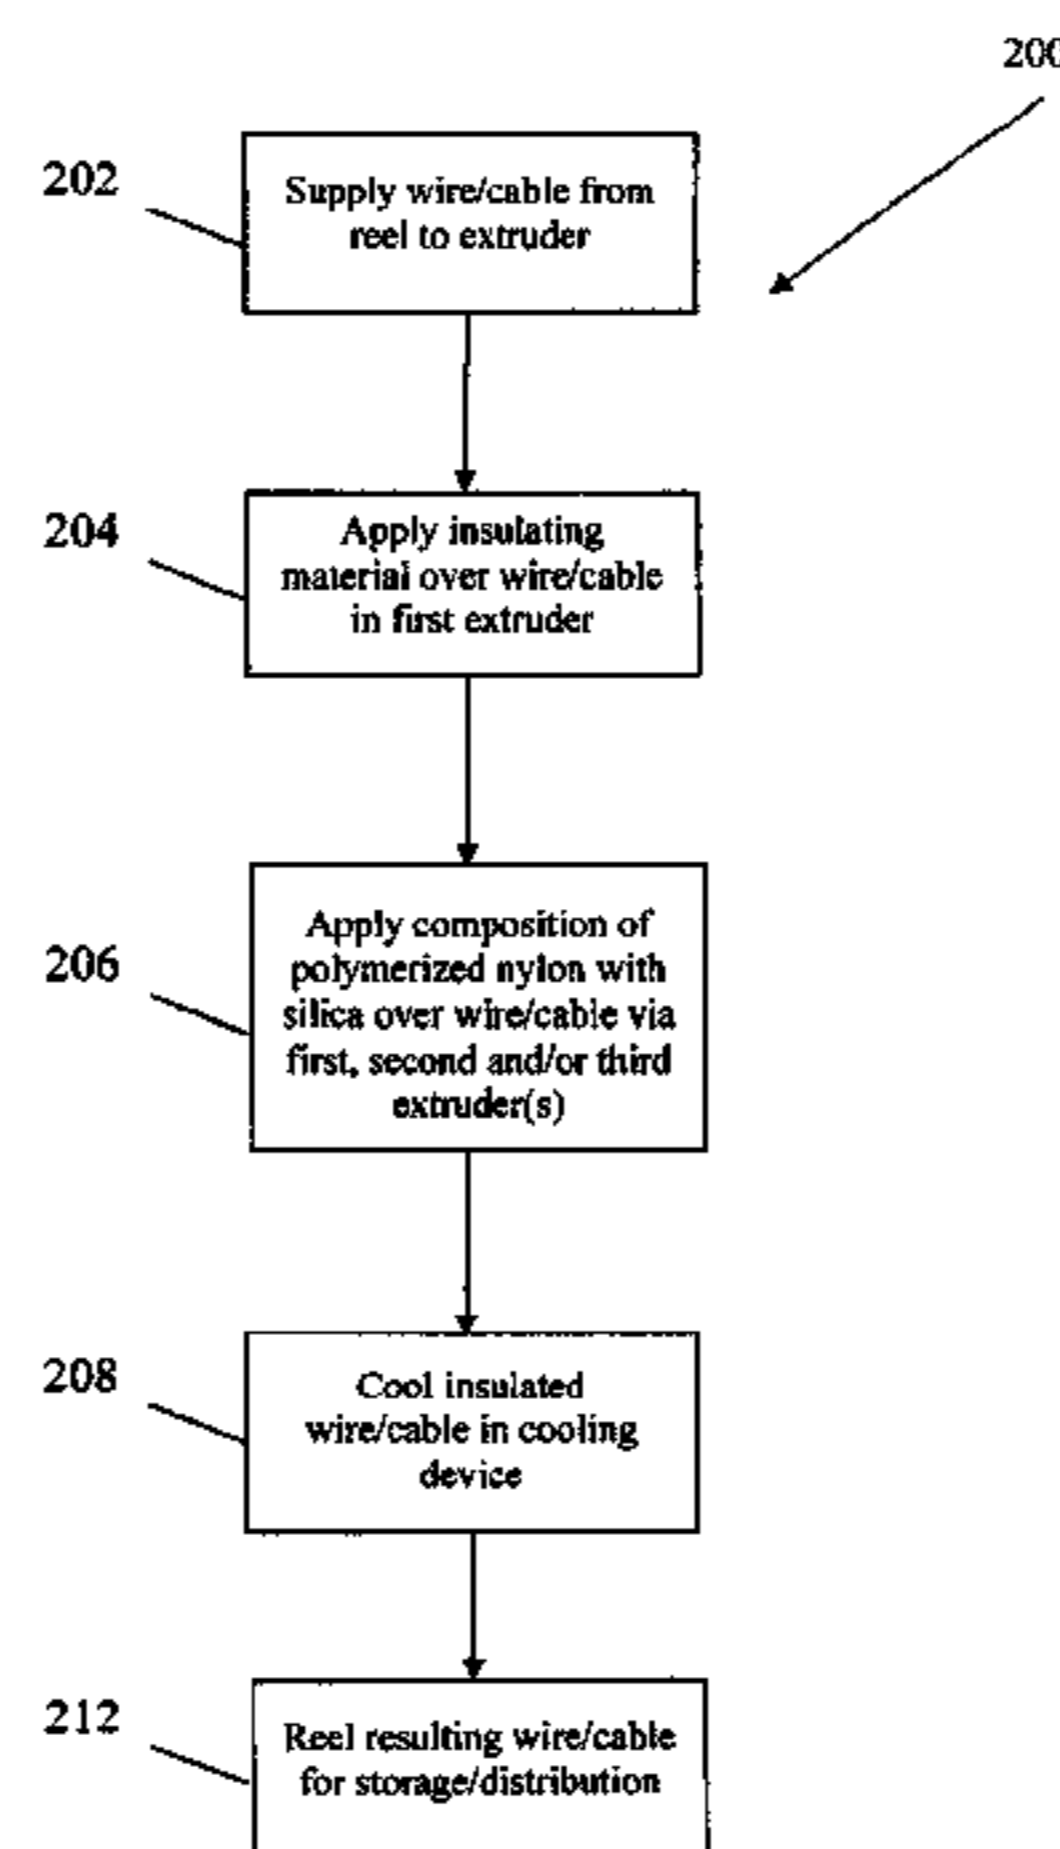 200
202
Supply wire/cable from
reel to extruder
204
Apply insulating
material over wire/cable
in first extruder
206
Apply composition of
polymerized nylon with
silica over wire/cable via
first, second and/or third
extruder(s)
208
Cool insulated
wire/cable in cooling
device
212
Reel resulting wire/cable
for storage/distribution